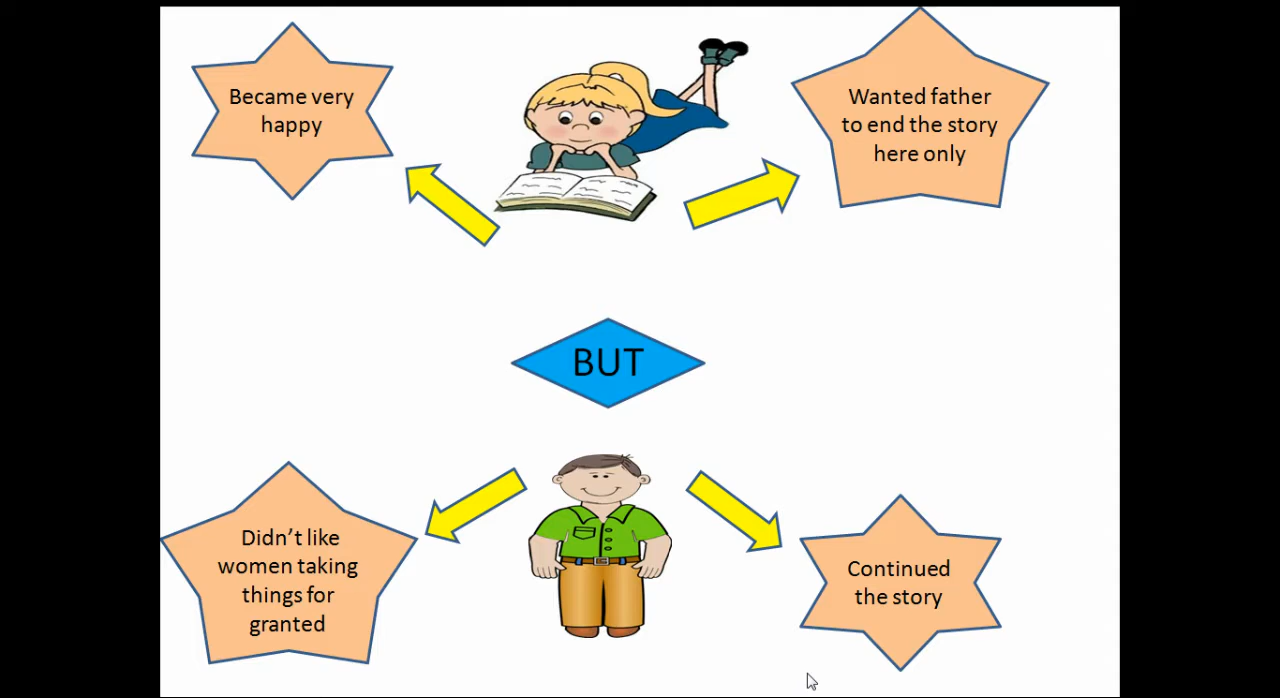 Became very
happy
Wanted father
to end the story
here only
BUT
Didn't like
women taking
things for
granted
Continued
the story